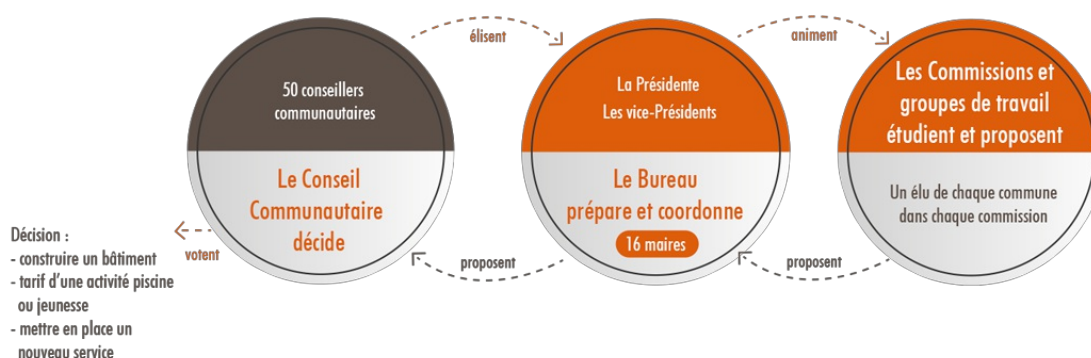 élisent
animent
50 conseillers
communautaires
Le Conseil
Communautaire
décide
La Présidente
Les vice-Présidents
Le Bureau
prépare et coordonne
16 maires
Les Commissions et
groupes de travail
étudient et proposent
Un élu de chaque commune
dans chaque commission
votent
proposent
proposent
Décision :
- construire un bâtiment
- tarif d'une activité piscine
ou jeunesse
- mettre en place un
nouveau service